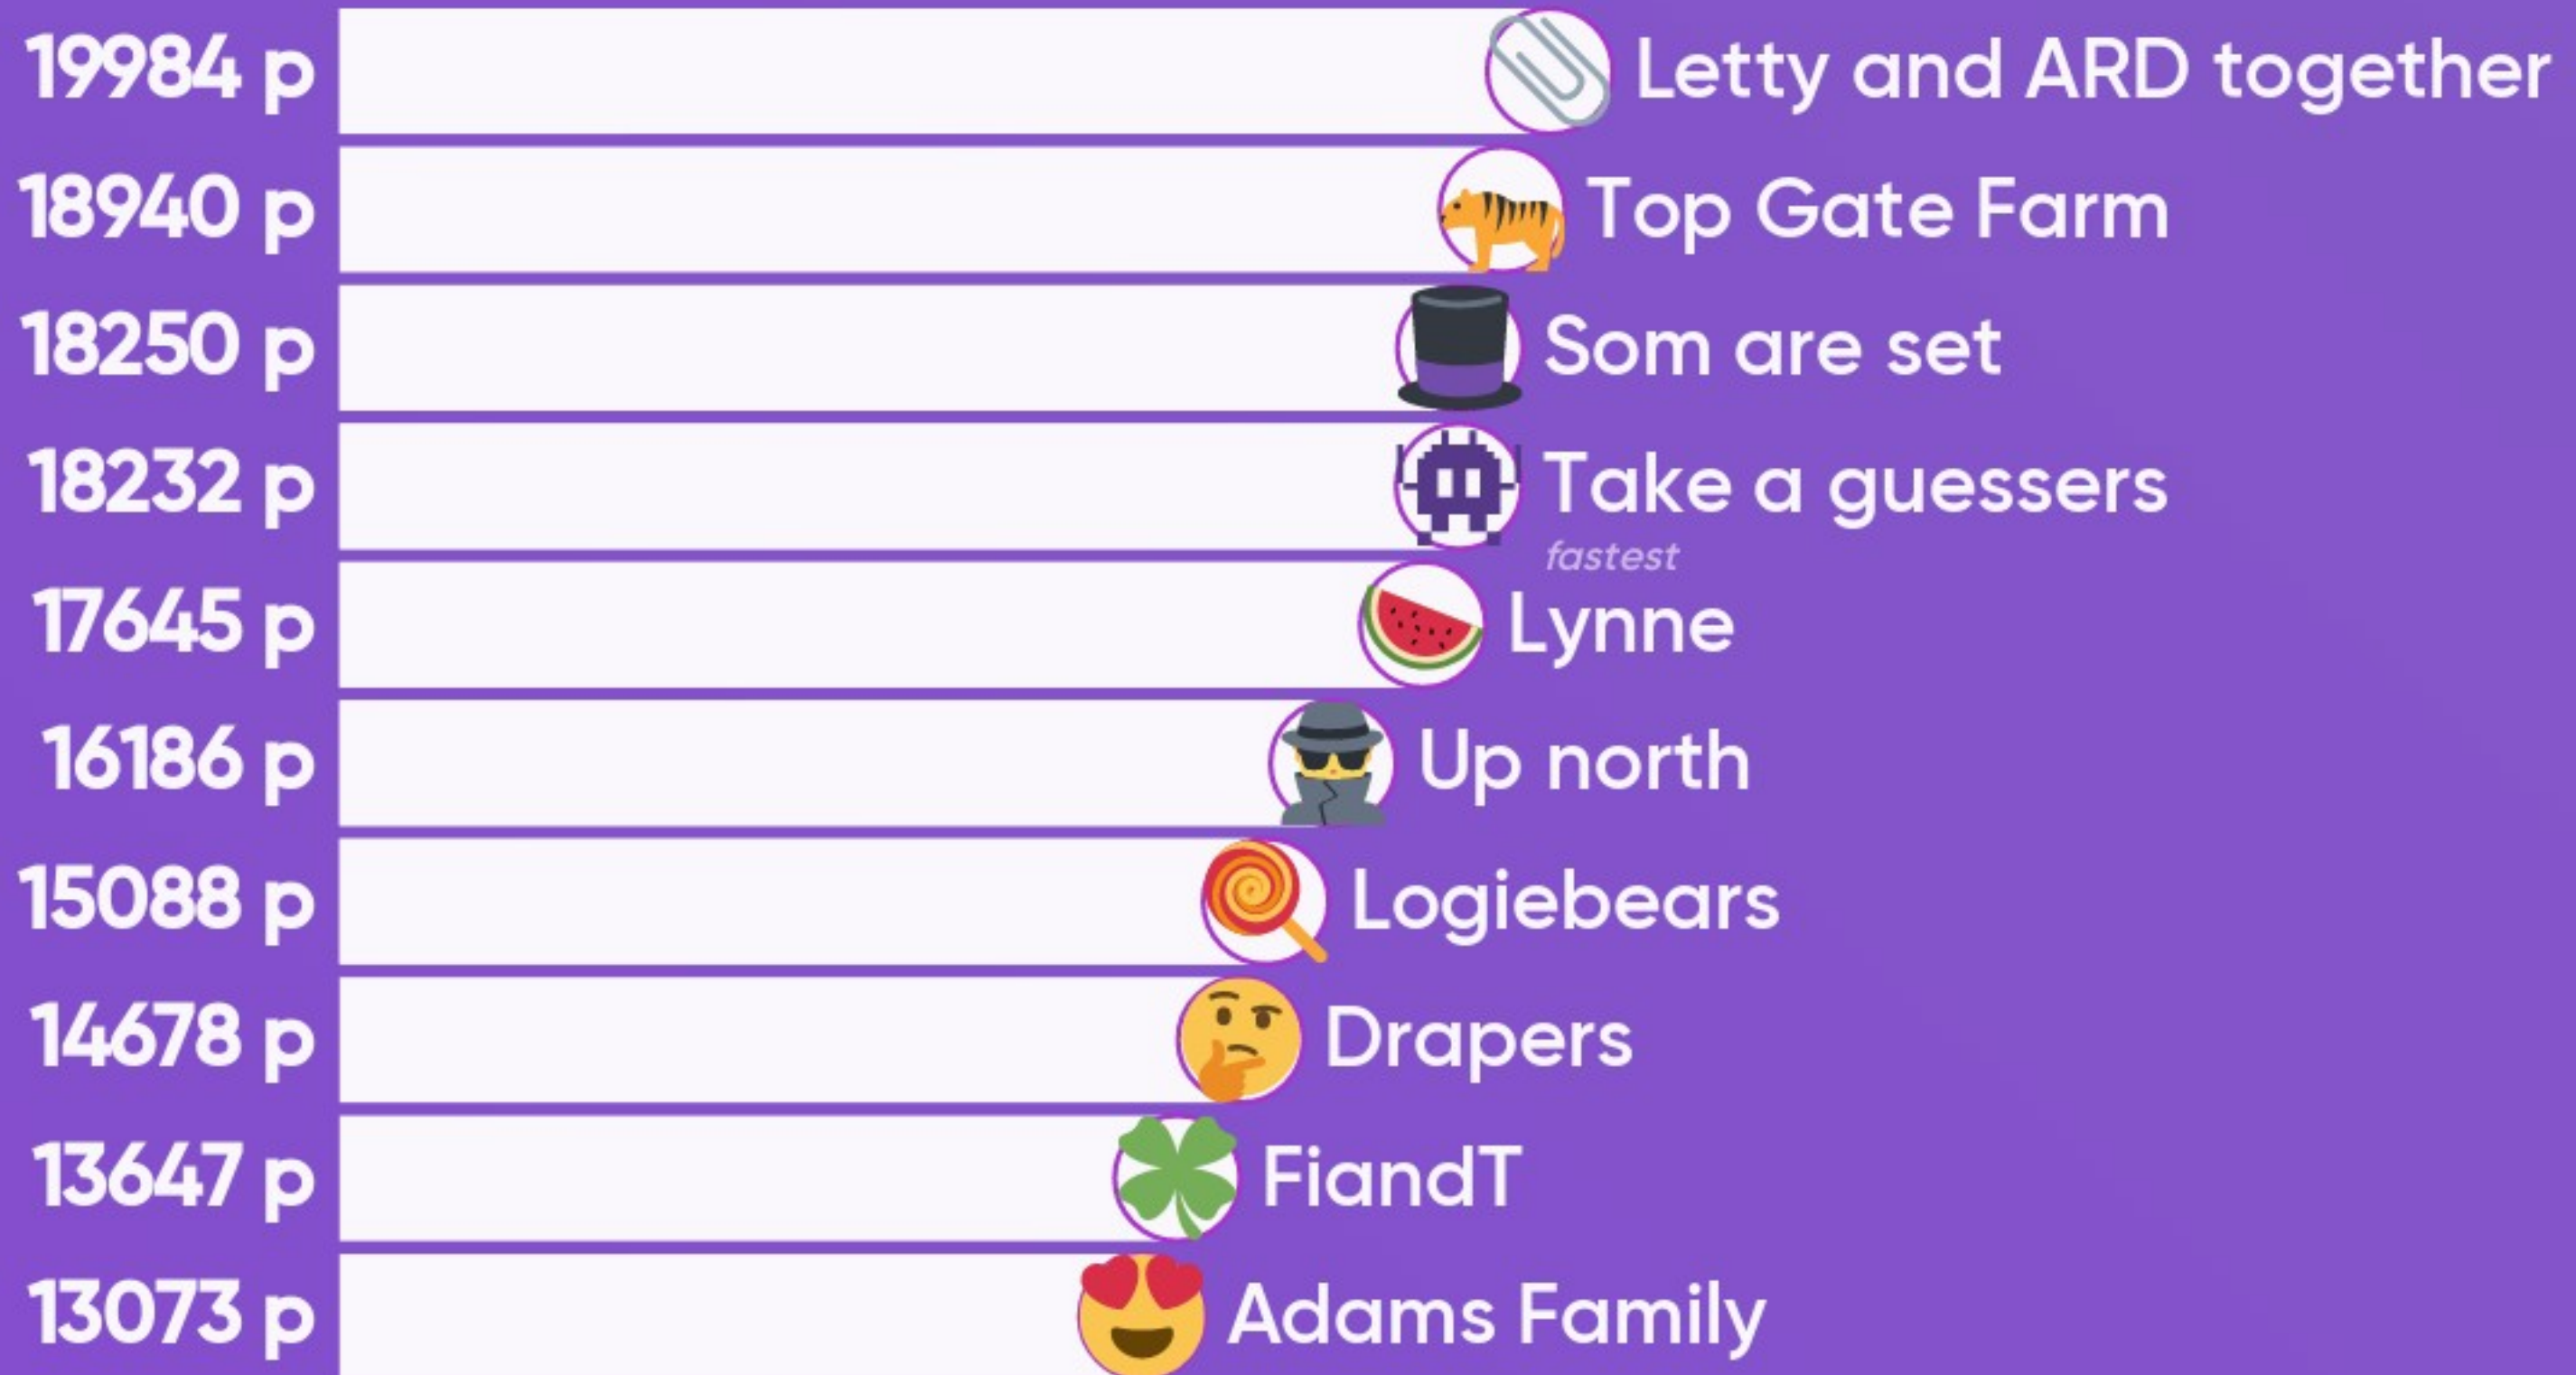 19984 p Letty and ARD together
18940 p Top Gate Farm
18250 p Som are set
18232 p Take a guessers
fastest
17645 p Lynne
16186 p Up north
15088 p Logiebears
14678 p Drapers
13647 p FiandT
13073 p Adams Family